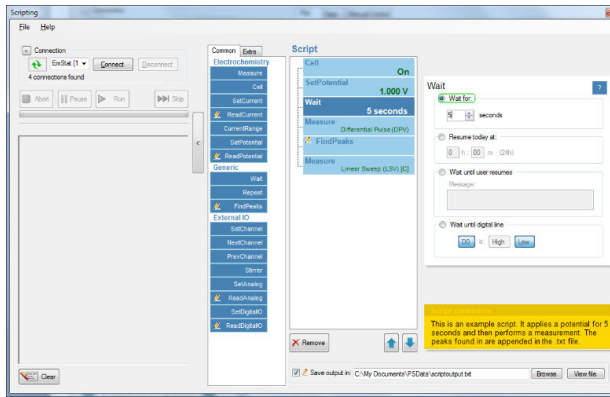 Scripting
File Help
Connection
EmStat [1
Connect
Disconnect
4 connections found
Abort
Pause
Run
Skip
Clear
Common Extra
Electrochemistry
Measure
Cell
SetCurrent
ReadCurrent
CurrentRange
SetPotential
ReadPotential
Generic
Wait
Repeat
FindPeaks
External IO
SetChannel
NextChannel
PrevChannel
Stirrer
SetAnalog
ReadAnalog
SetDigitalIO
ReadDigitalIO
Script
Cell
On
SetPotential
1.000 V
Wait
5 seconds
Measure
Differential Pulse (DPV)
FindPeaks
Measure
Linear Sweep (LSV) [C]
Remove
Save output in: C:\My Documents\PSData\scriptoutput.txt
Browse
View file
Wait
?
Wait for:
5 seconds
Resume today at:
0 h : 00 m (24h)
Wait until user resumes
Message:
Wait until digital line
D0 is High Low
This is an example script. It applies a potential for 5
seconds and then performs a measurement. The
peaks found in are appended in the .txt file.